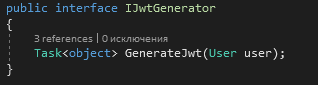 public interface IJwtGenerator
{
3 references | 0 исключения
Task<object> GenerateJwt(User user);
}